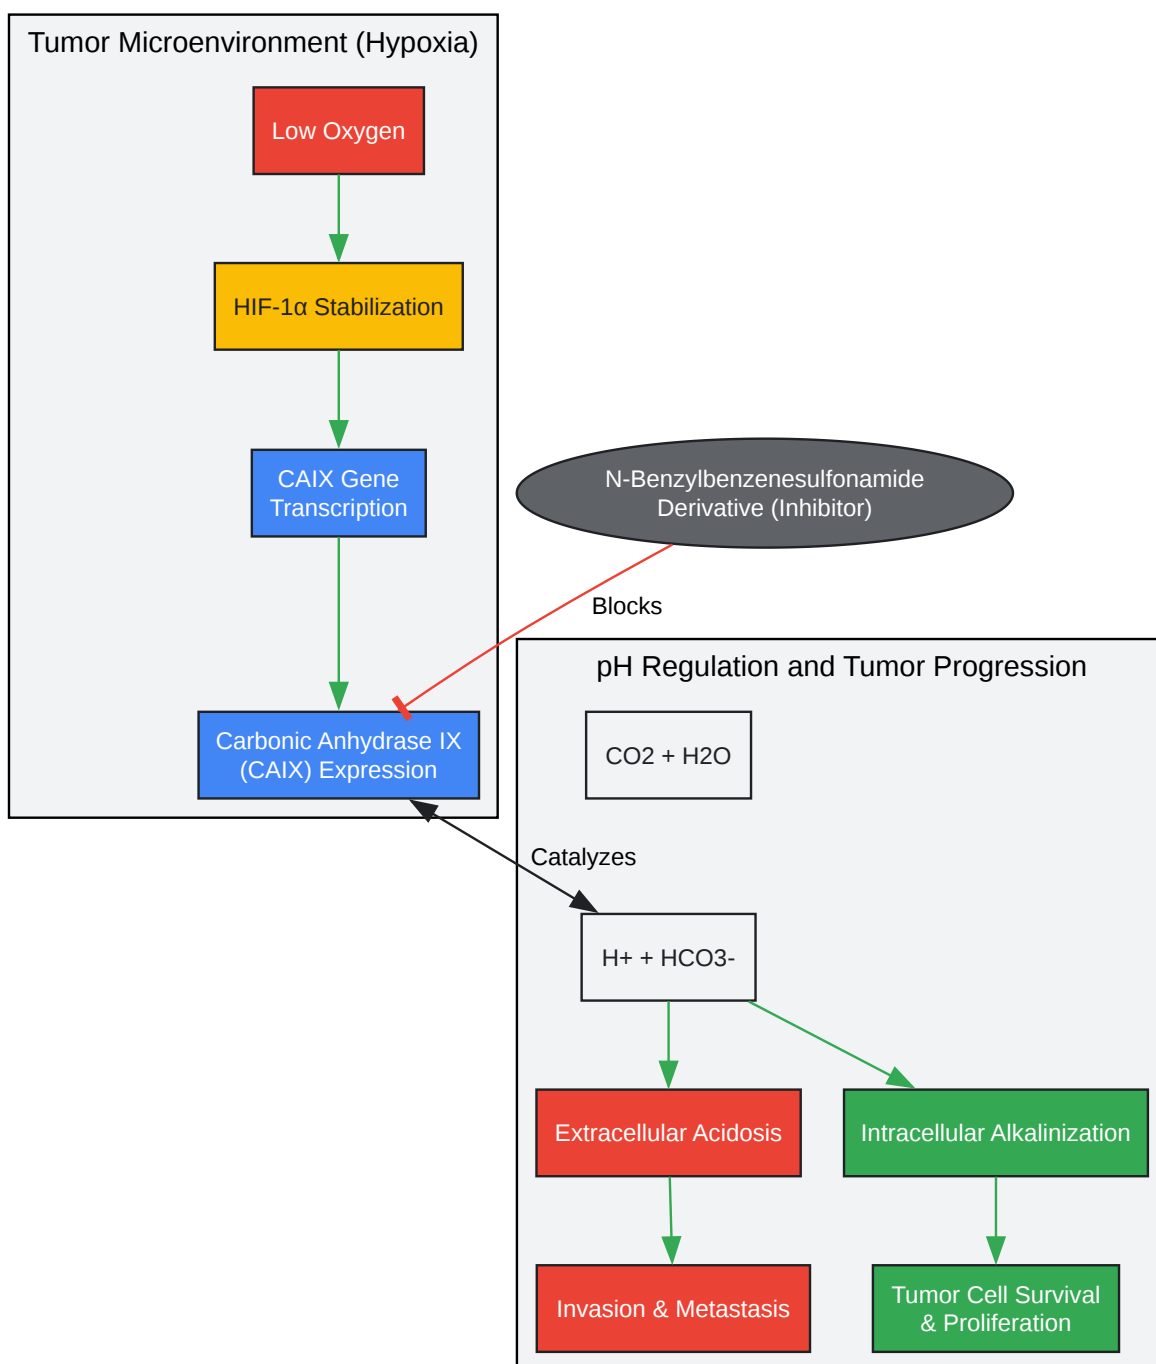 Tumor Microenvironment (Hypoxia)
Low Oxygen
HIF-1α Stabilization
CAIX Gene
Transcription
N-Benzylbenzenesulfonamide
Derivative (Inhibitor)
Blocks
pH Regulation and Tumor Progression
Carbonic Anhydrase IX
(CAIX) Expression
CO2 + H2O
Catalyzes
H+ + HCO3-
Extracellular Acidosis
Intracellular Alkalinization
Invasion & Metastasis
Tumor Cell Survival
& Proliferation